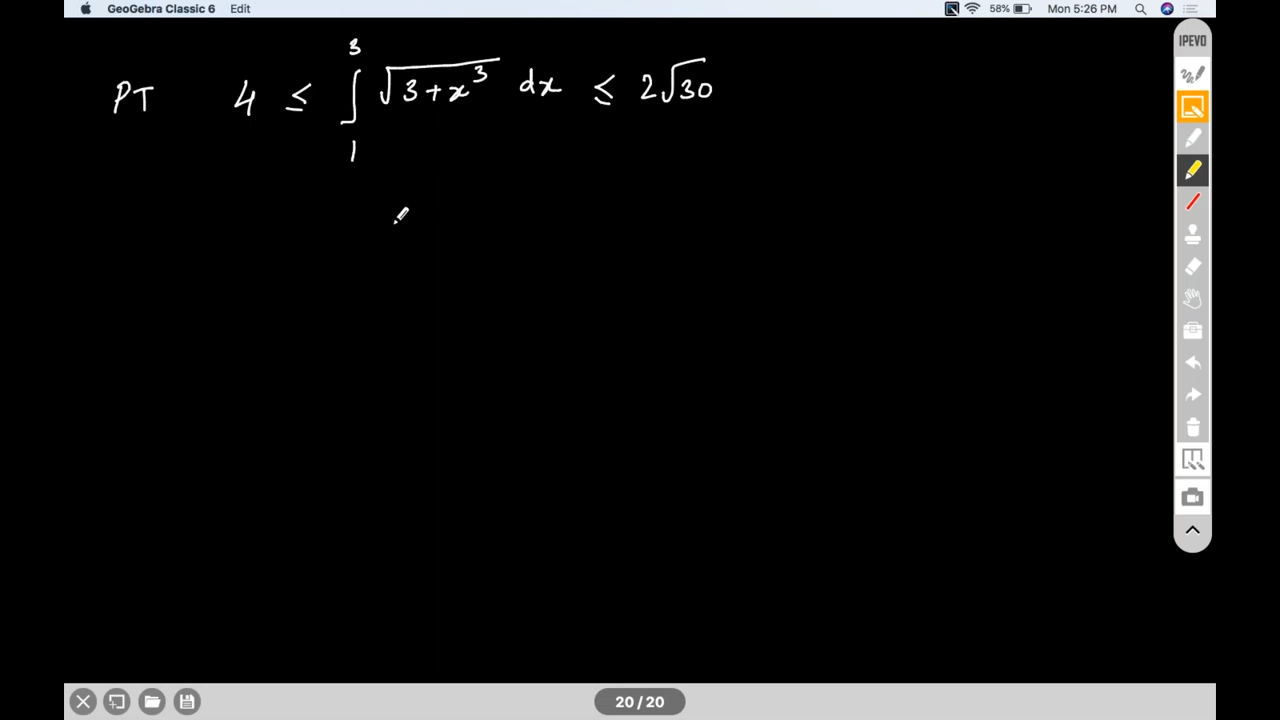 GeoGebra Classic 6 Edit 58% Mon 5:26 PM
IPEVO
PT 4 ≤ ∫₁³ √(3+x³) dx ≤ 2√30
20 / 20